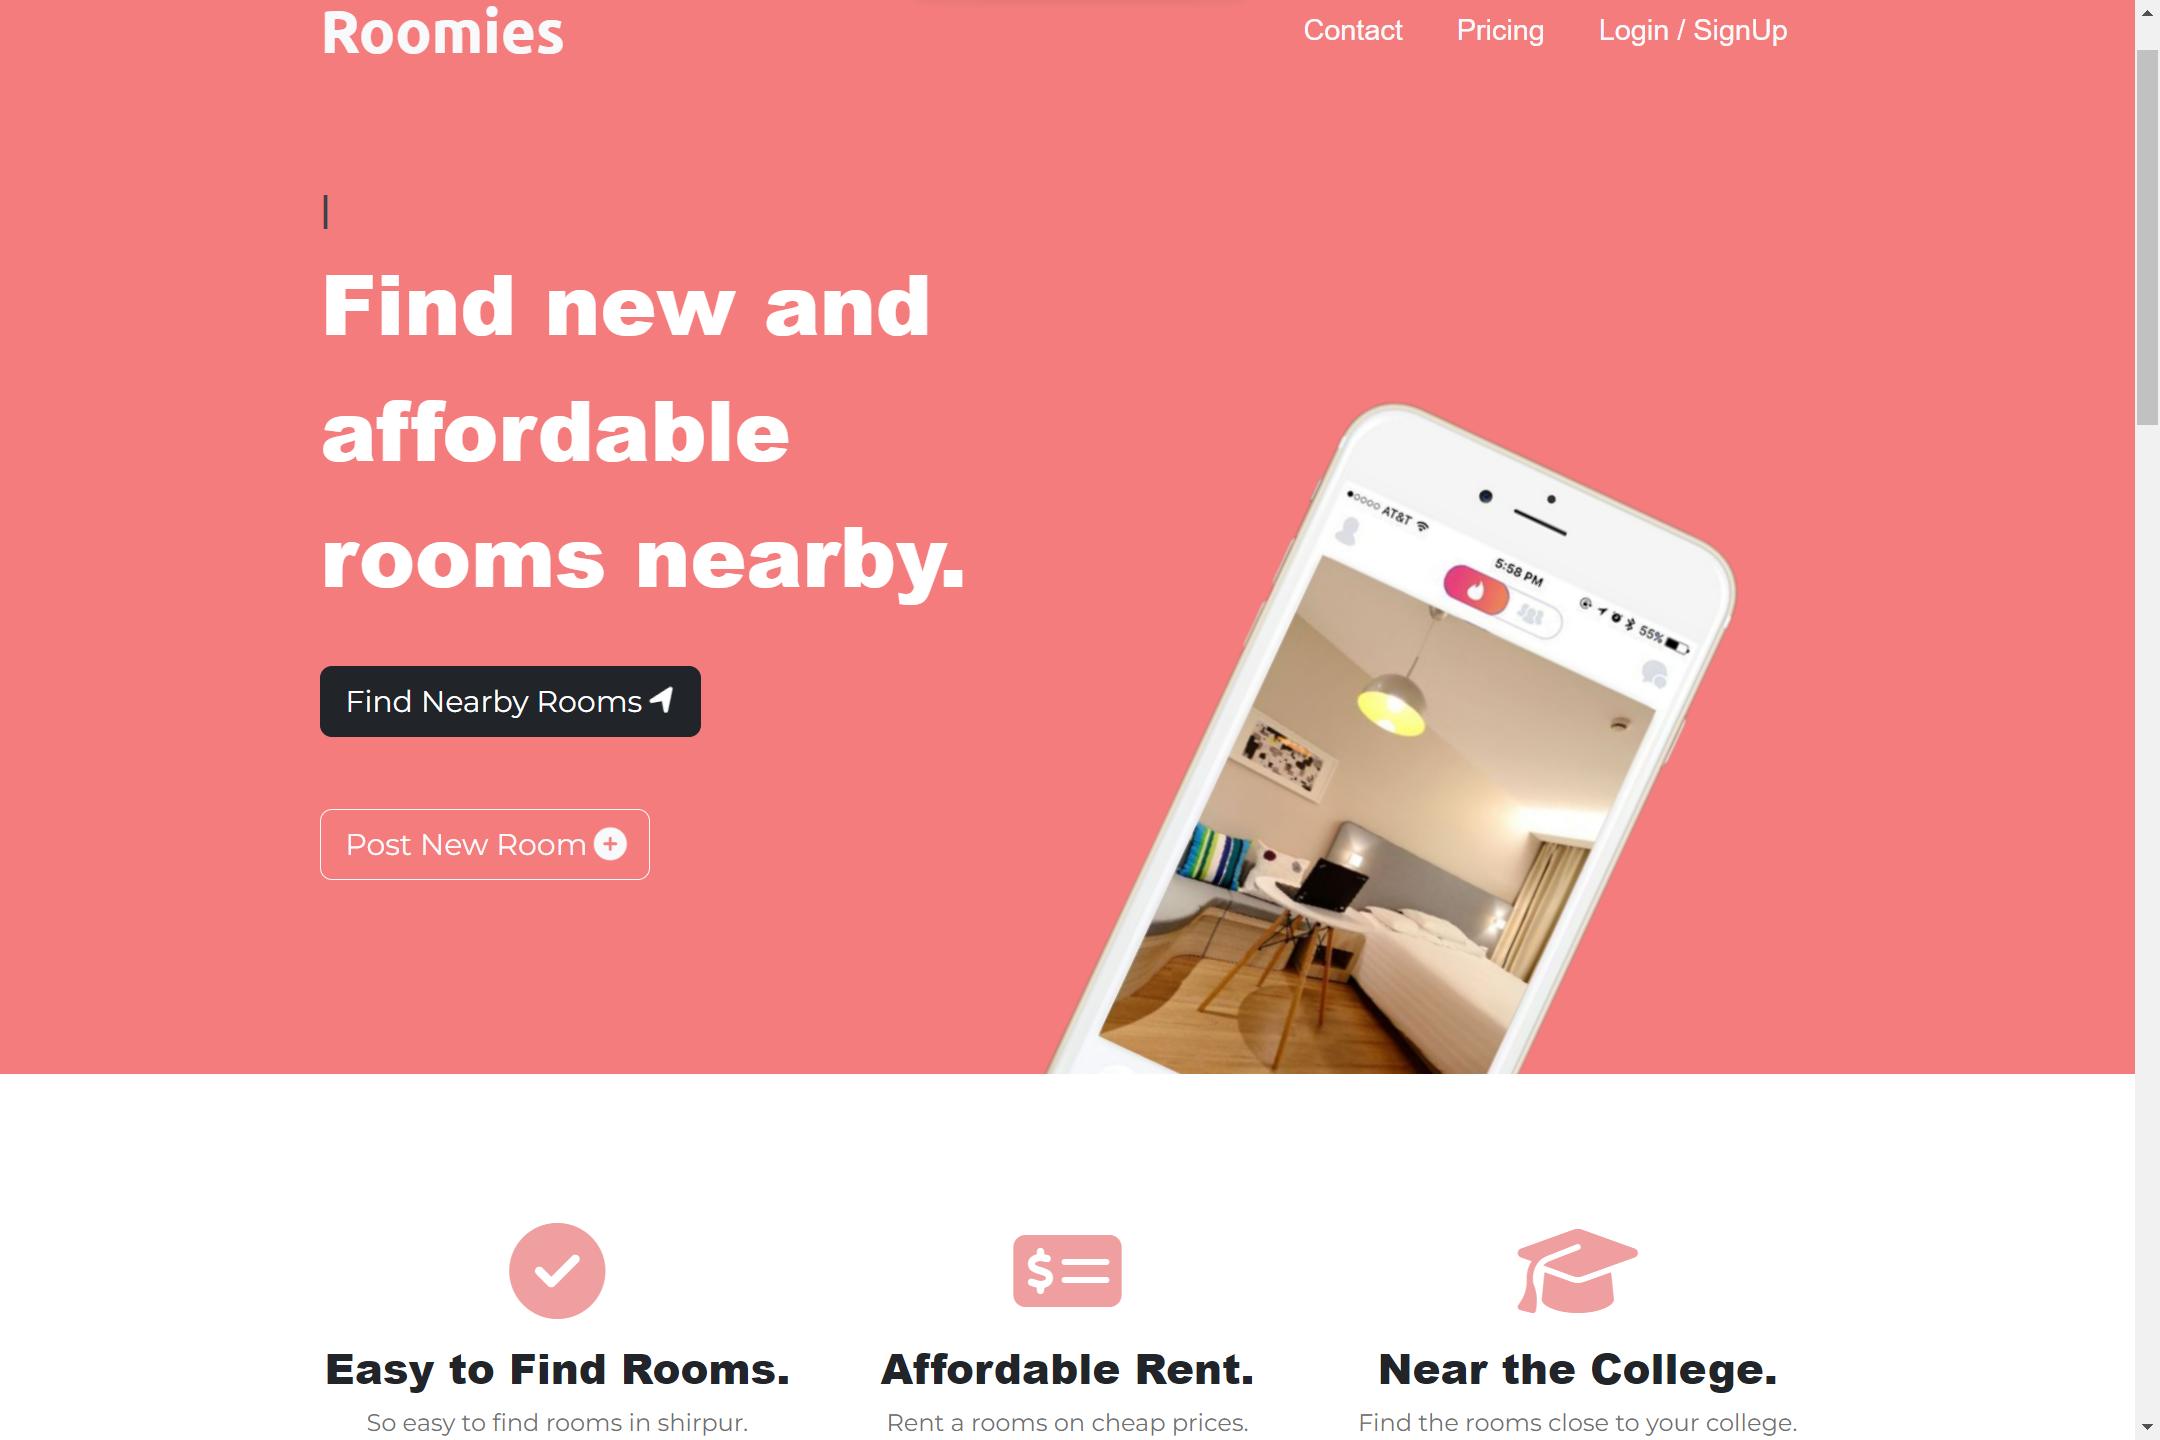 Roomies
Contact Pricing Login / SignUp
Find new and
affordable
rooms nearby.
AT&T
5:58 PM
55%
Find Nearby Rooms
Post New Room
$
Easy to Find Rooms. Affordable Rent. Near the College.
So easy to find rooms in shirpur. Rent a rooms on cheap prices. Find the rooms close to your college.